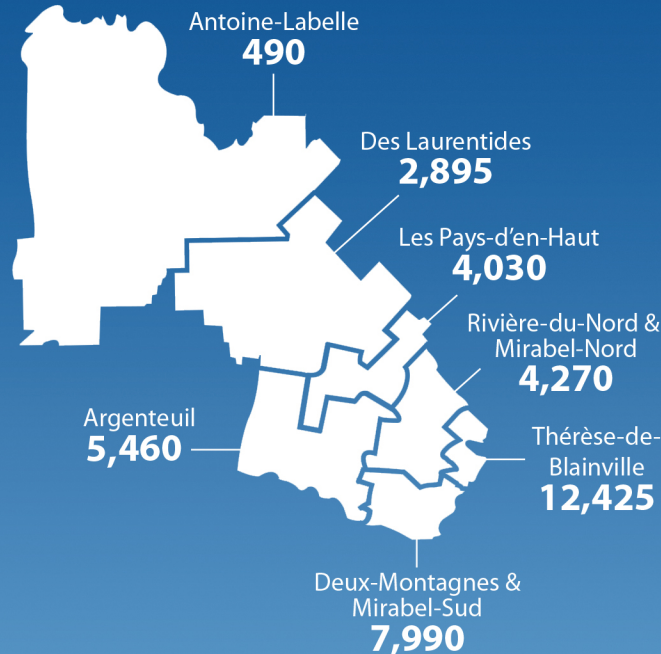 Antoine-Labelle
490
Des Laurentides
2,895
Les Pays-d'en-Haut
4,030
Rivière-du-Nord &
Mirabel-Nord
4,270
Argenteuil
5,460
Thérèse-de-
Blainville
12,425
Deux-Montagnes &
Mirabel-Sud
7,990